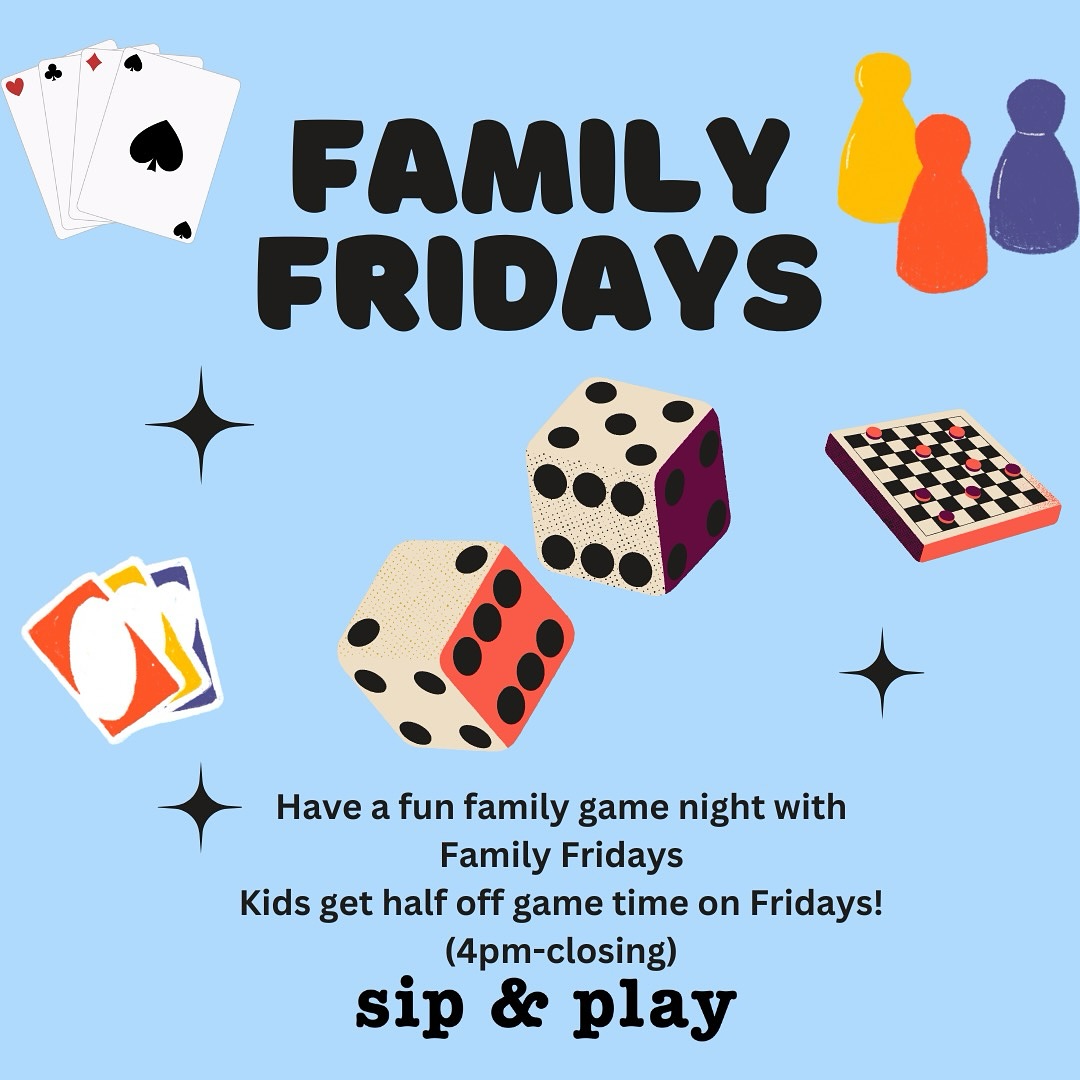 FAMILY
FRIDAYS
Have a fun family game night with
Family Fridays
Kids get half off game time on Fridays!
(4pm-closing)
sip & play